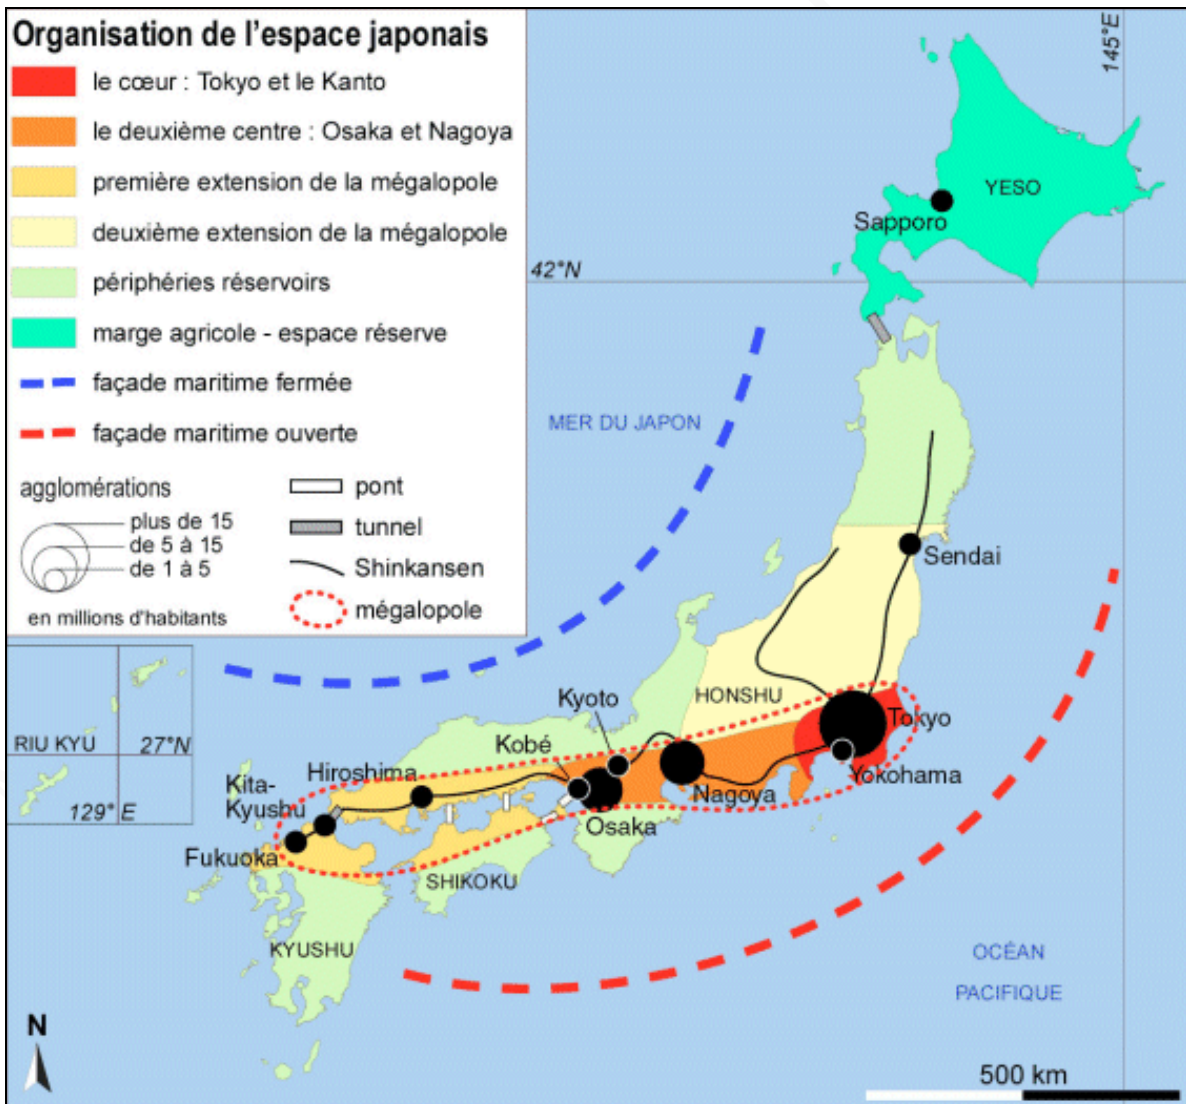 Organisation de l'espace japonais
le cœur : Tokyo et le Kanto
le deuxième centre : Osaka et Nagoya
première extension de la mégalopole
deuxième extension de la mégalopole
périphéries réservoirs
marge agricole - espace réserve
façade maritime fermée
façade maritime ouverte
agglomérations
plus de 15
de 5 à 15
de 1 à 5
en millions d'habitants
pont
tunnel
Shinkansen
mégalopole
145°E
YESO
Sapporo
42°N
MER DU JAPON
Sendai
HONSHU
Kyoto
Tokyo
RIU KYU
27°N
Kobé
Hiroshima
Yokohama
Kita-
Kyushu
Nagoya
129° E
Osaka
Fukuoka
SHIKOKU
KYUSHU
OCÉAN
PACIFIQUE
N
500 km